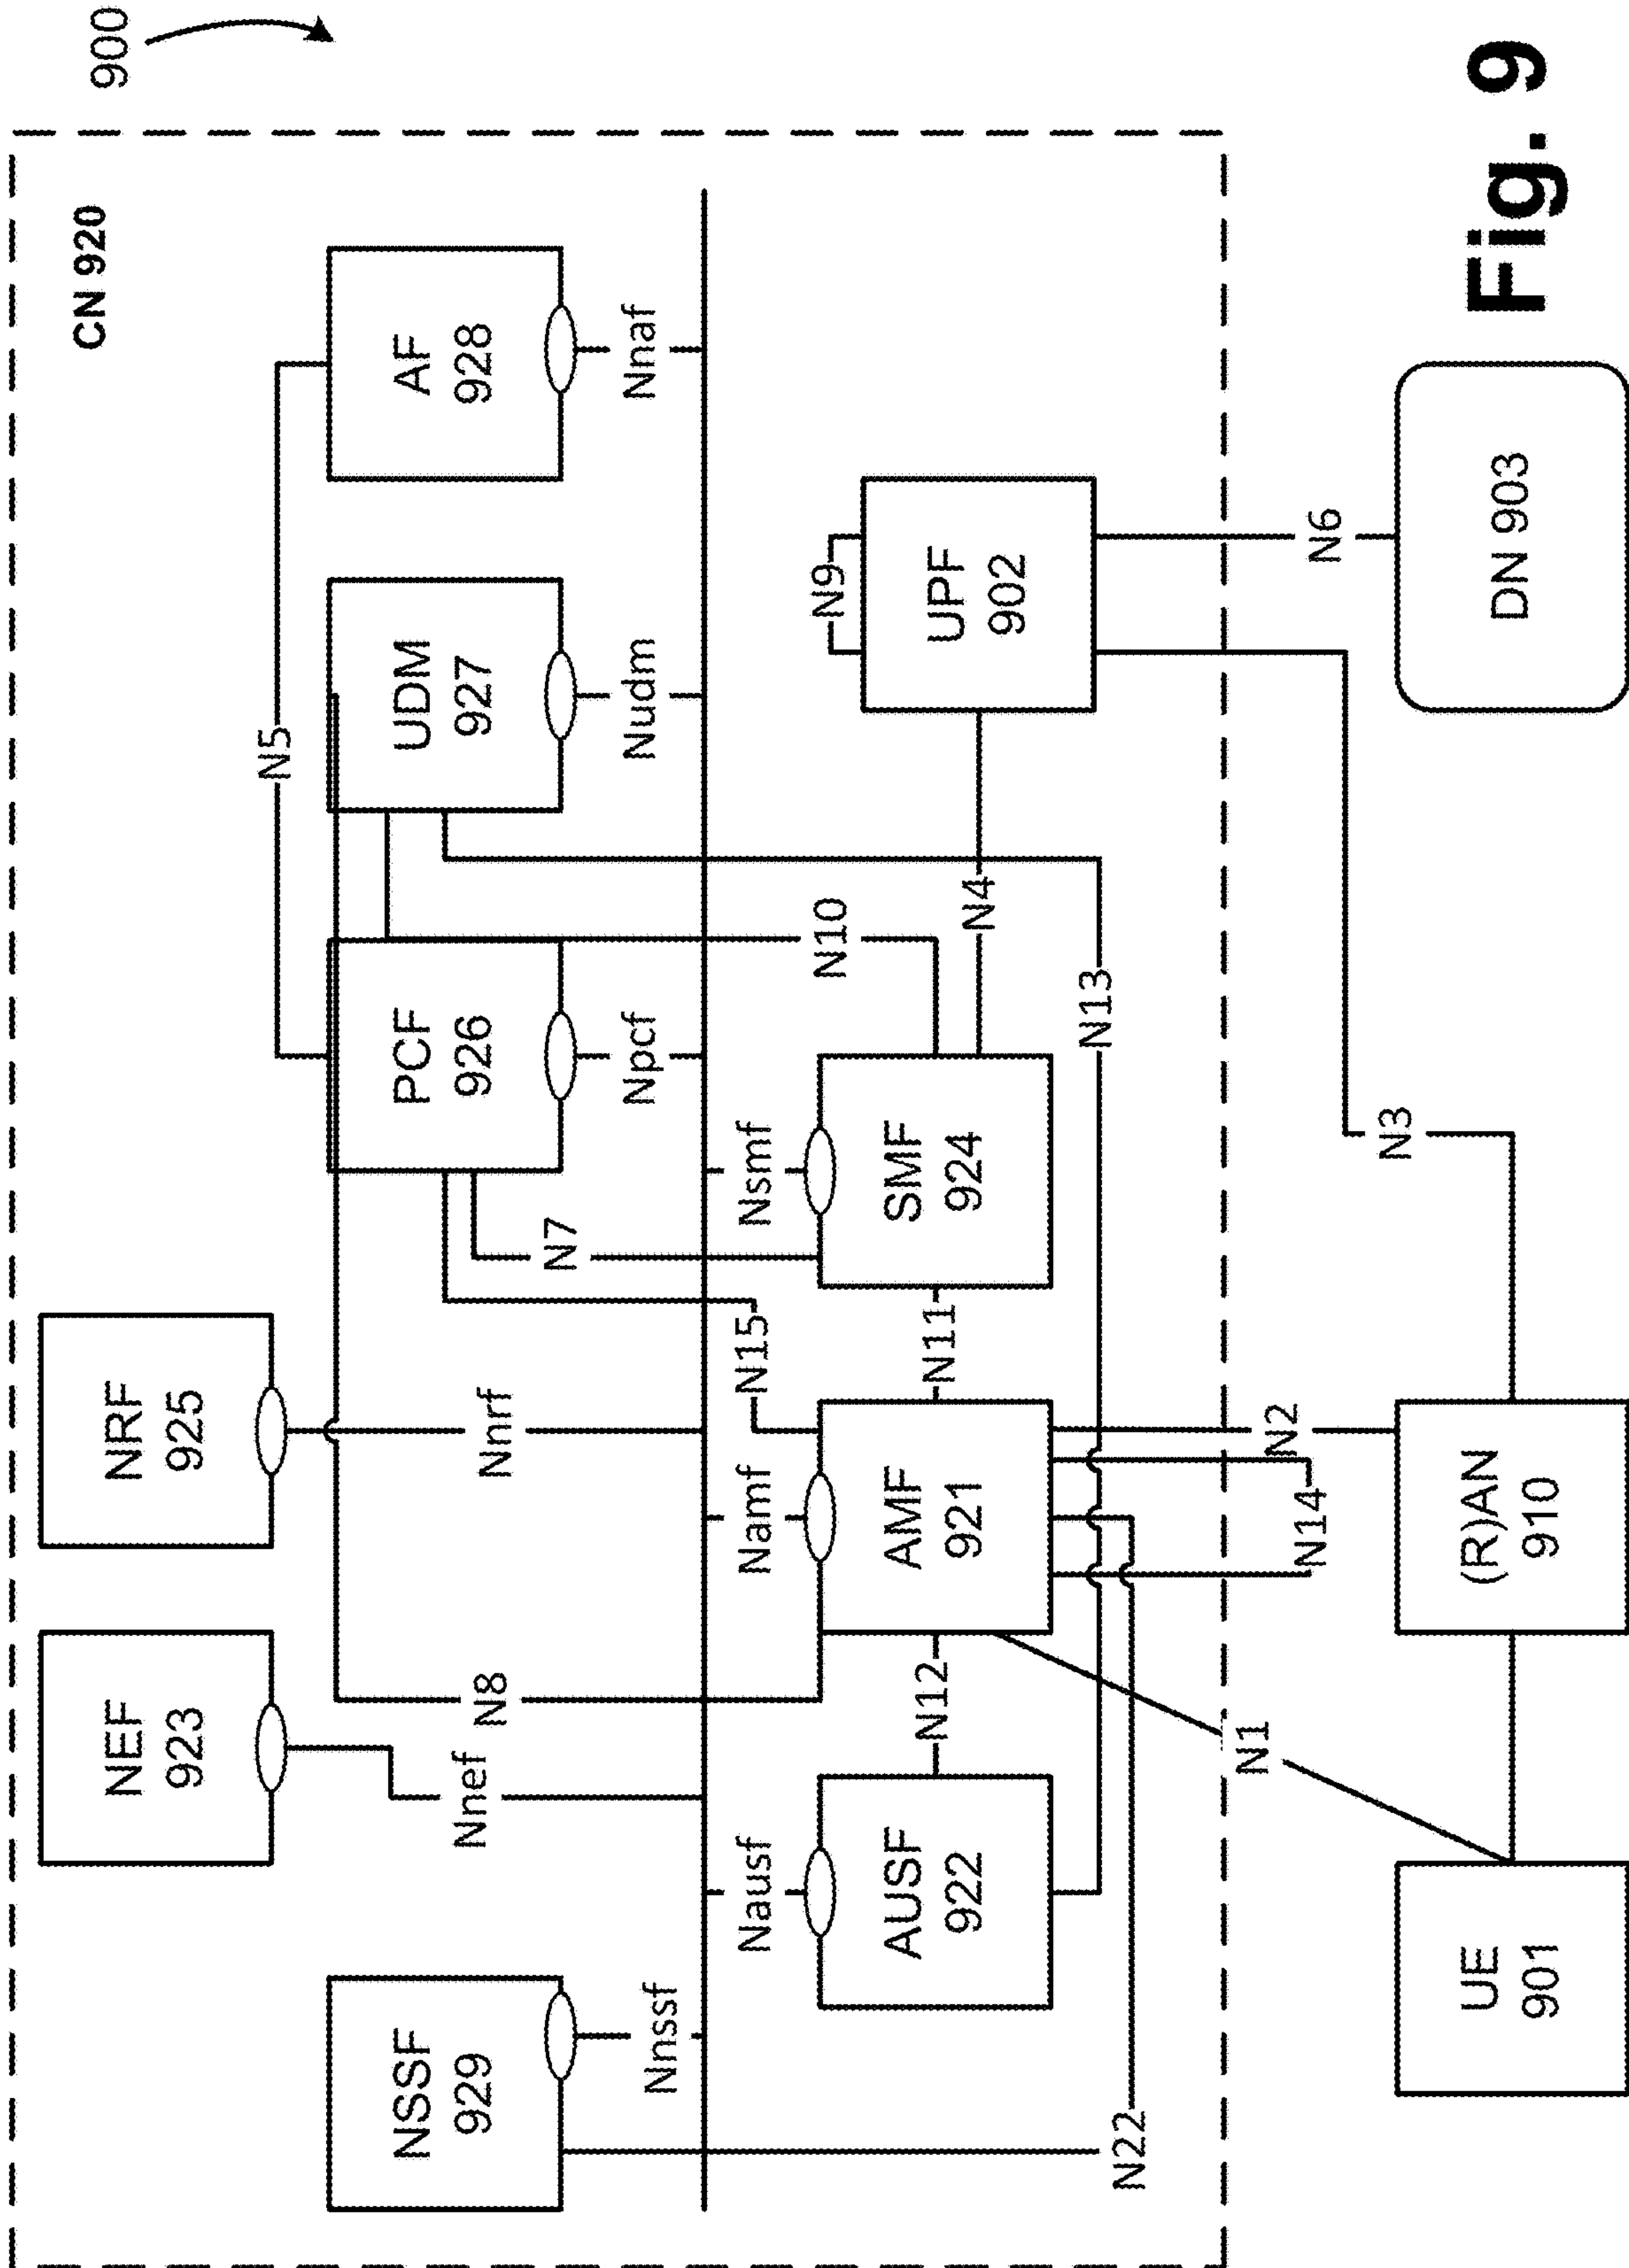 900
CN 920
NEF
923
NRF
925
N5
NSSF
929
PCF
926
UDM
927
AF
928
Nnef
N8
Nnrf
N7
Nnssf
Npcf
Nudm
Nnaf
Nausf
Namf
N15
Nsmf
N10
N9
AUSF
922
N12
AMF
921
N11
SMF
924
N4
UPF
902
N13
N22
N1
N14
N2
N3
N6
UE
901
(R)AN
910
DN 903
Fig. 9